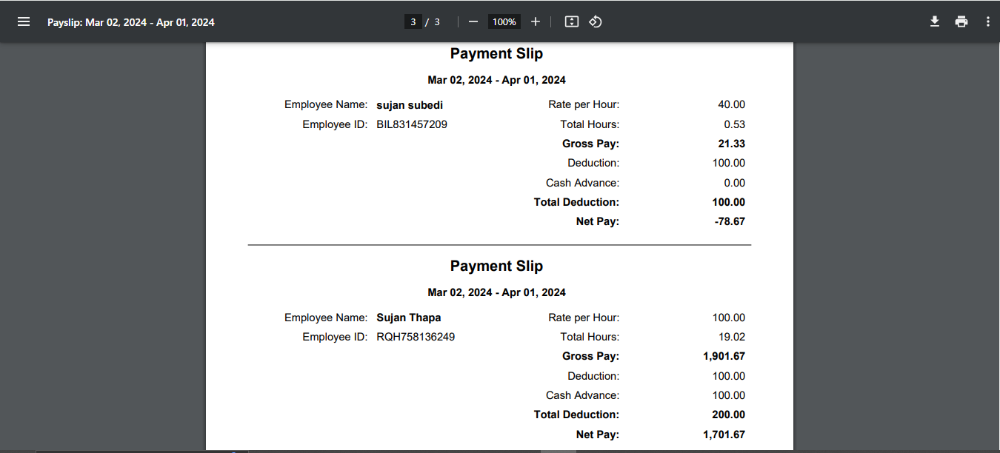 Payslip: Mar 02, 2024 - Apr 01, 2024 3 / 3 100%
Payment Slip
Mar 02, 2024 - Apr 01, 2024
Employee Name: sujan subedi Rate per Hour: 40.00
Employee ID: BIL831457209 Total Hours: 0.53
Gross Pay: 21.33
Deduction: 100.00
Cash Advance: 0.00
Total Deduction: 100.00
Net Pay: -78.67
Payment Slip
Mar 02, 2024 - Apr 01, 2024
Employee Name: Sujan Thapa Rate per Hour: 100.00
Employee ID: RQH758136249 Total Hours: 19.02
Gross Pay: 1,901.67
Deduction: 100.00
Cash Advance: 100.00
Total Deduction: 200.00
Net Pay: 1,701.67